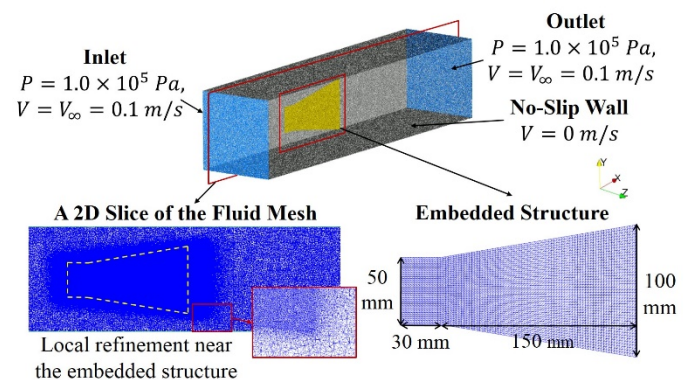 Inlet
P = 1.0 × 10⁵ Pa,
V = V∞ = 0.1 m/s
Outlet
P = 1.0 × 10⁵ Pa,
V = V∞ = 0.1 m/s
No-Slip Wall
V = 0 m/s
Y
X
Z
A 2D Slice of the Fluid Mesh
Local refinement near
the embedded structure
Embedded Structure
50
mm
100
mm
30 mm
150 mm